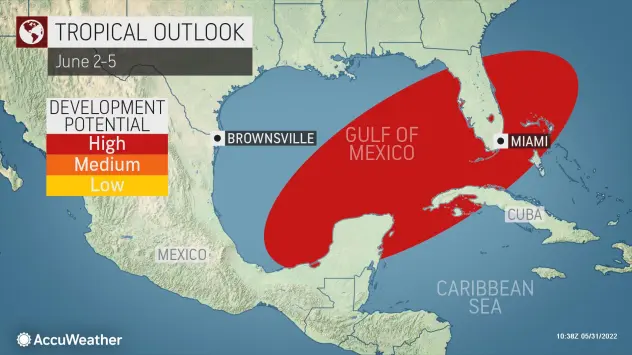 TROPICAL OUTLOOK
June 2-5
DEVELOPMENT
POTENTIAL
High
Medium
Low
BROWNSVILLE
GULF OF
MEXICO
MIAMI
CUBA
MEXICO
CARIBBEAN
SEA
AccuWeather
10:38Z 05/31/2022